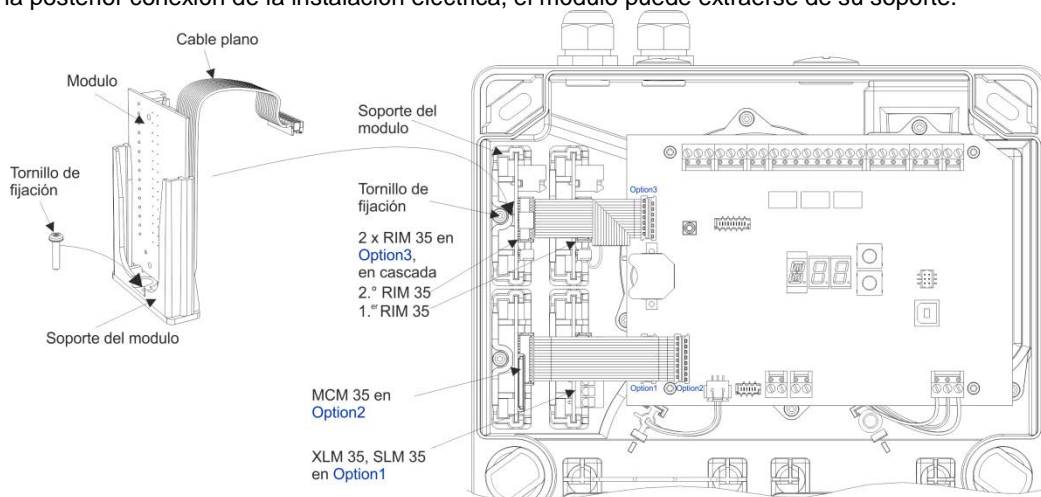 la posterior conexión de la instalación eléctrica, el módulo puede extraerse de su soporte.
Cable plano
Modulo
Tornillo de
fijación
Soporte del modulo
Soporte del
modulo
Tornillo de
fijación
2 x RIM 35 en
Option3,
en cascada
2.° RIM 35
1.er RIM 35
MCM 35 en
Option2
XLM 35, SLM 35
en Option1
Option3
Option1
Option2